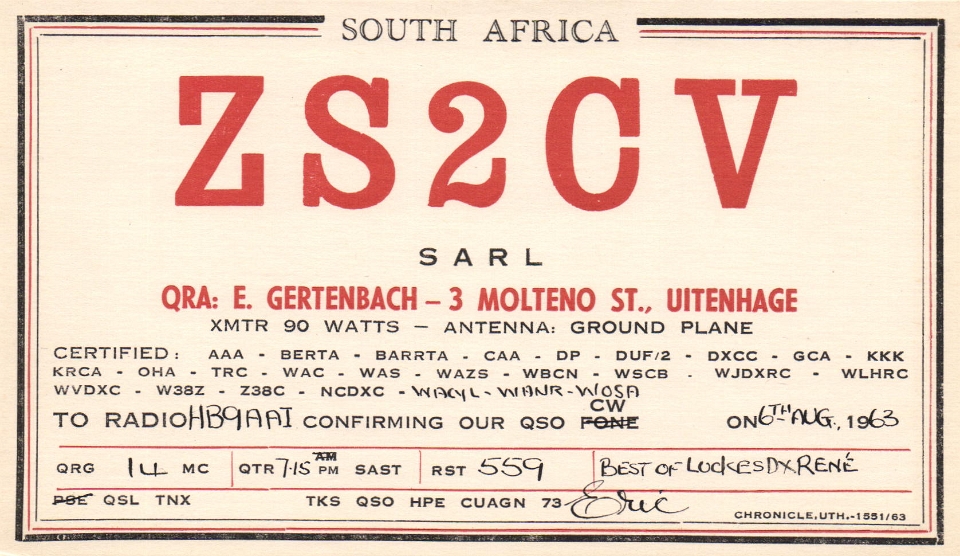 SOUTH AFRICA
ZS2CV
SARL
QRA: E. GERTENBACH – 3 MOLTENO ST., UITENHAGE
XMTR 90 WATTS — ANTENNA: GROUND PLANE
CERTIFIED: AAA - BERTA - BARRTA - CAA - DP - DUF/2 - DXCC - GCA - KKK
KRCA - OHA - TRC - WAC - WAS - WAZS - WBCN - WSCB - WJDXRC - WLHRC
WVDXC - W38Z - Z38C - NCDXC - WACYL - WANR - WOSA
CW
TO RADIO HB9AAI CONFIRMING OUR QSO FONE ON 6TH AUG., 1963
QRG 14 MC QTR 7.15 AM PM SAST RST 559 BEST OF LUCKES DX RENÉ
PSE QSL TNX TKS QSO HPE CUAGN 73 Eric
CHRONICLE, UTH.-1551/63